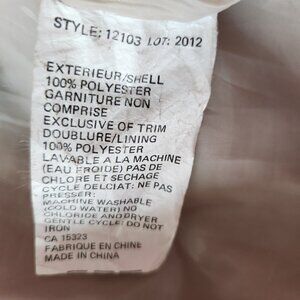 STYLE: 12103 LOT: 2012
EXTERIEUR/SHELL
100% POLYESTER
GARNITURE NON
COMPRISE
EXCLUSIVE OF TRIM
DOUBLURE/LINING
100% POLYESTER
LAVABLE A LA MACHINE
(EAU FROIDE) PAS DE
CHLORE ET SECHAGE
CYCLE DELCIAT: NE PAS
PRESSER:
MACHINE WASHABLE
(COLD WATER) NO
CHLORIDE AND DRYER
GENTLE CYCLE: DO NOT
IRON
CA 15323
FABRIQUE EN CHINE
MADE IN CHINA